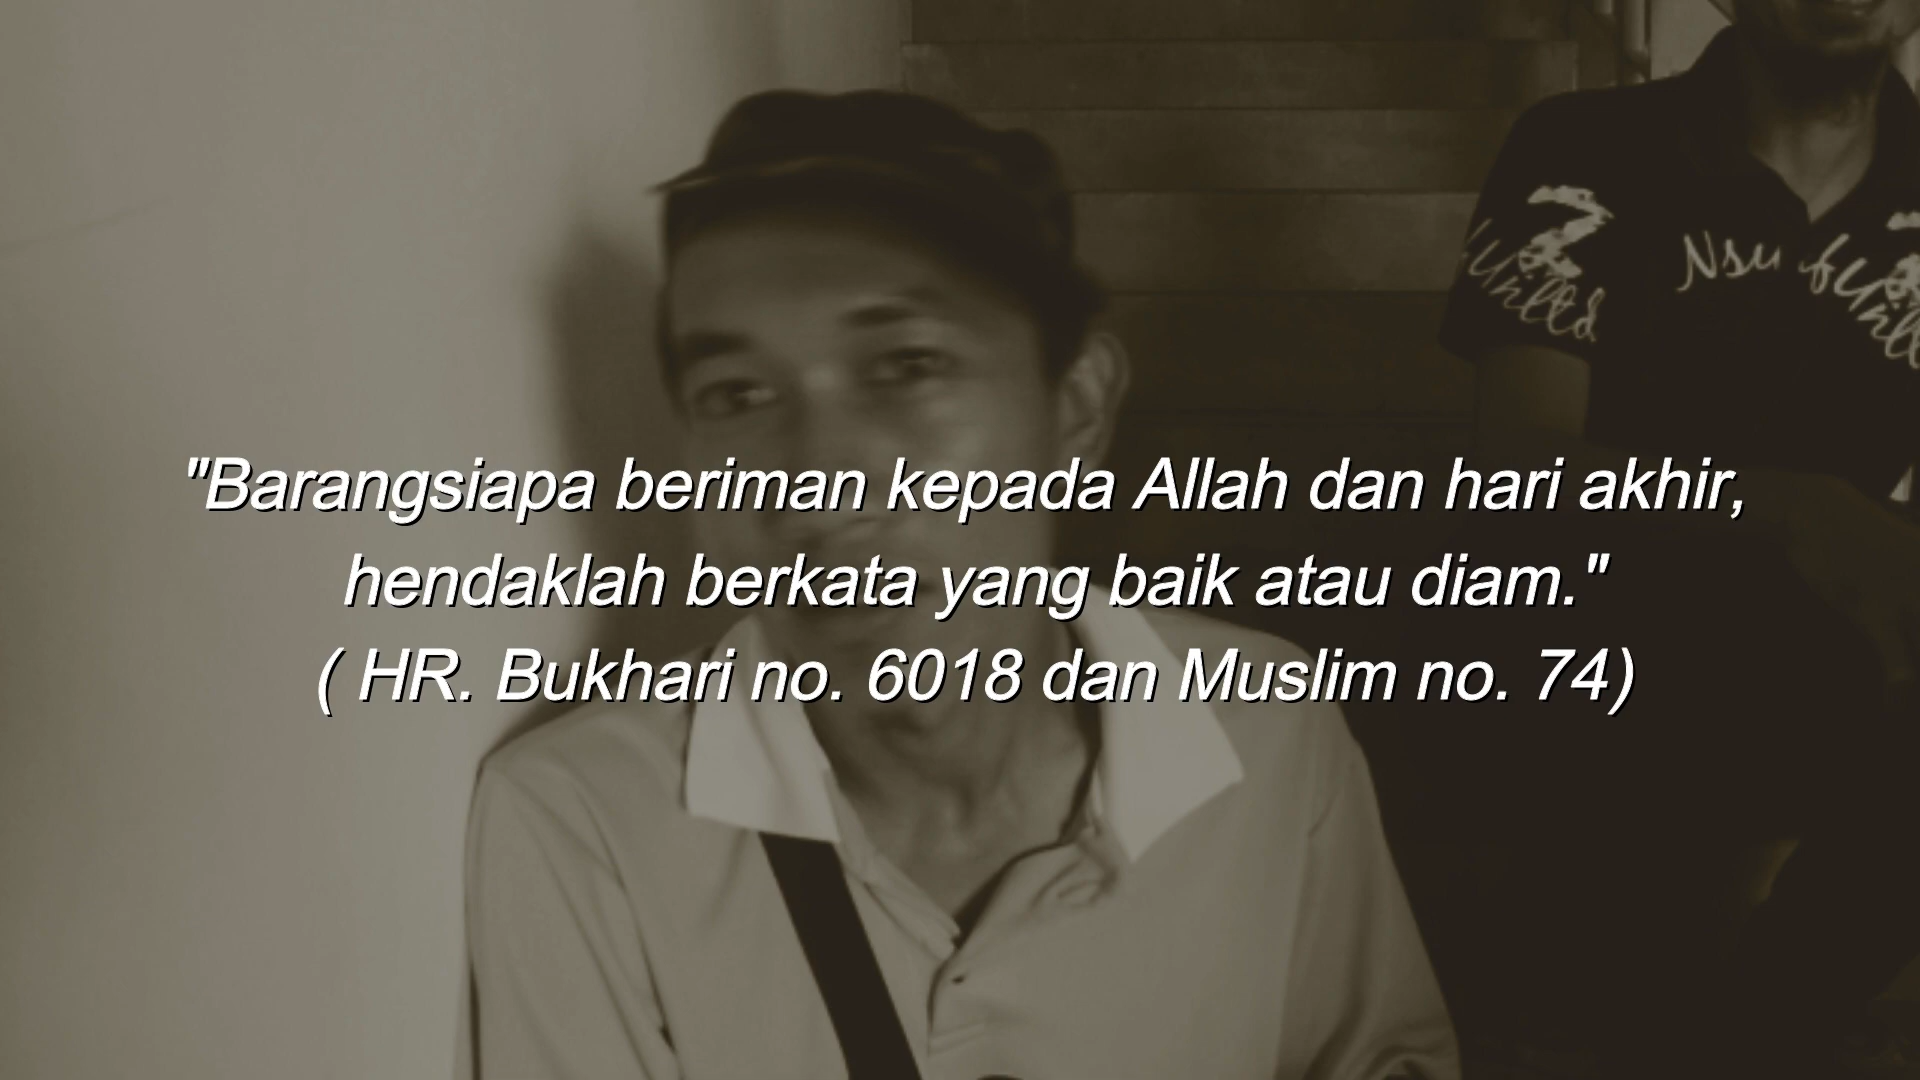 "Barangsiapa beriman kepada Allah dan hari akhir,
hendaklah berkata yang baik atau diam."
( HR. Bukhari no. 6018 dan Muslim no. 74)
Nsu